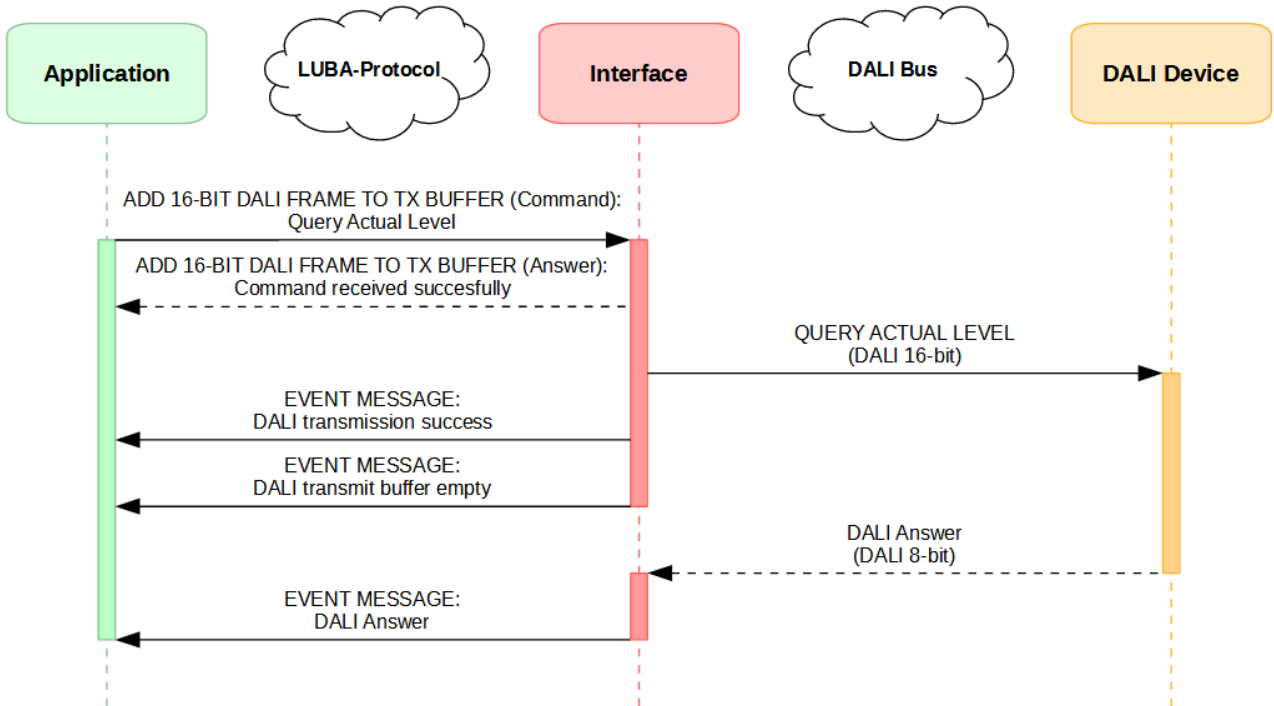 Application
LUBA-Protocol
Interface
DALI Bus
DALI Device
ADD 16-BIT DALI FRAME TO TX BUFFER (Command):
Query Actual Level
ADD 16-BIT DALI FRAME TO TX BUFFER (Answer):
Command received succesfully
QUERY ACTUAL LEVEL
(DALI 16-bit)
EVENT MESSAGE:
DALI transmission success
EVENT MESSAGE:
DALI transmit buffer empty
DALI Answer
(DALI 8-bit)
EVENT MESSAGE:
DALI Answer